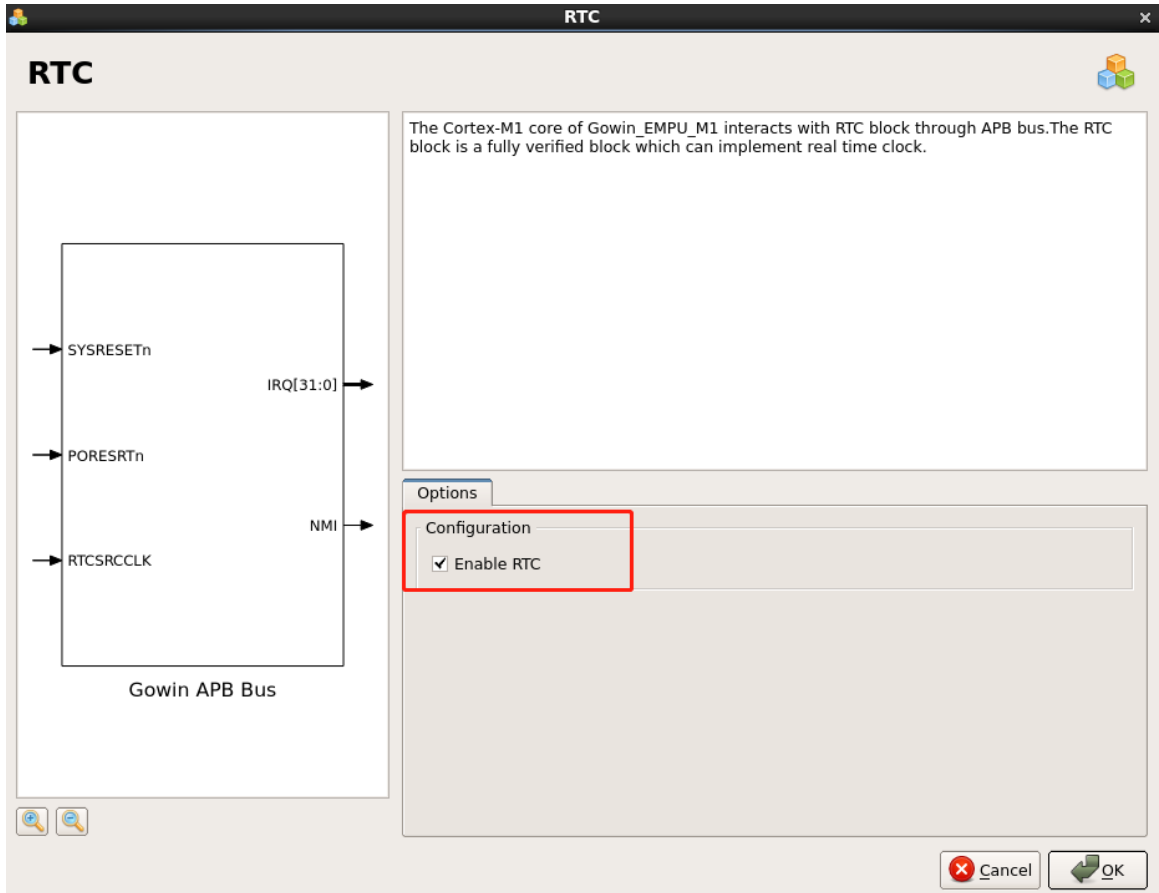 RTC
RTC
The Cortex-M1 core of Gowin_EMPU_M1 interacts with RTC block through APB bus.The RTC
block is a fully verified block which can implement real time clock.
SYSRESETn
IRQ[31:0]
PORESRTn
NMI
RTCSRCCLK
Gowin APB Bus
Options
Configuration
Enable RTC
Cancel
OK